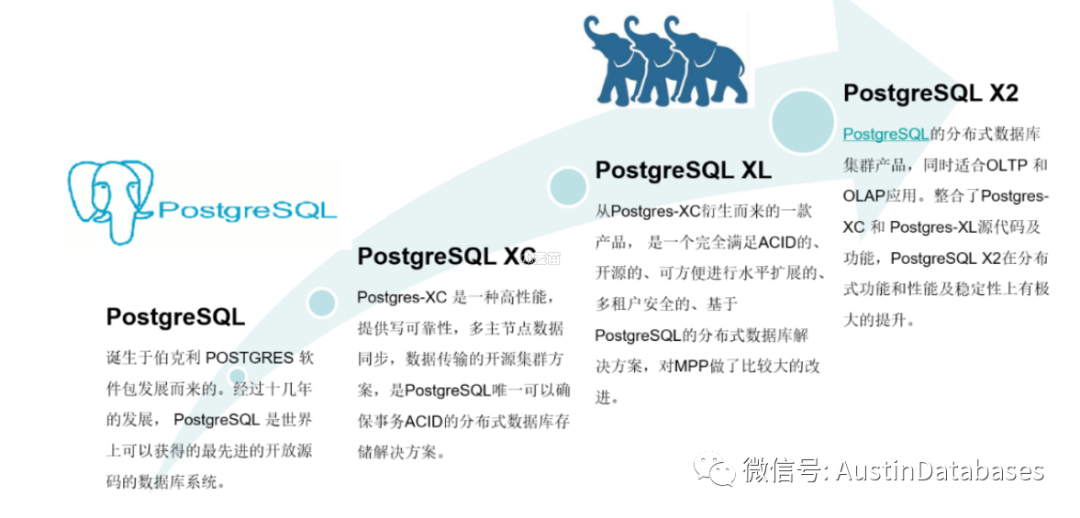 PostgreSQL
PostgreSQL
诞生于伯克利 POSTGRES 软
件包发展而来的。经过十几年
的发展， PostgreSQL 是世界
上可以获得的最先进的开放源
码的数据库系统。
PostgreSQL XC
Postgres-XC 是一种高性能，
提供写可靠性，多主节点数据
同步，数据传输的开源集群方
案，是PostgreSQL唯一可以确
保事务ACID的分布式数据库存
储解决方案。
PostgreSQL XL
从Postgres-XC衍生而来的一款
产品， 是一个完全满足ACID的、
开源的、可方便进行水平扩展的、
多租户安全的、基于
PostgreSQL的分布式数据库解
决方案，对MPP做了比较大的改
进。
PostgreSQL X2
PostgreSQL的分布式数据库
集群产品，同时适合OLTP 和
OLAP应用。整合了Postgres-
XC 和 Postgres-XL源代码及
功能，PostgreSQL X2在分布
式功能和性能及稳定性上有极
大的提升。
微信号: AustinDatabases